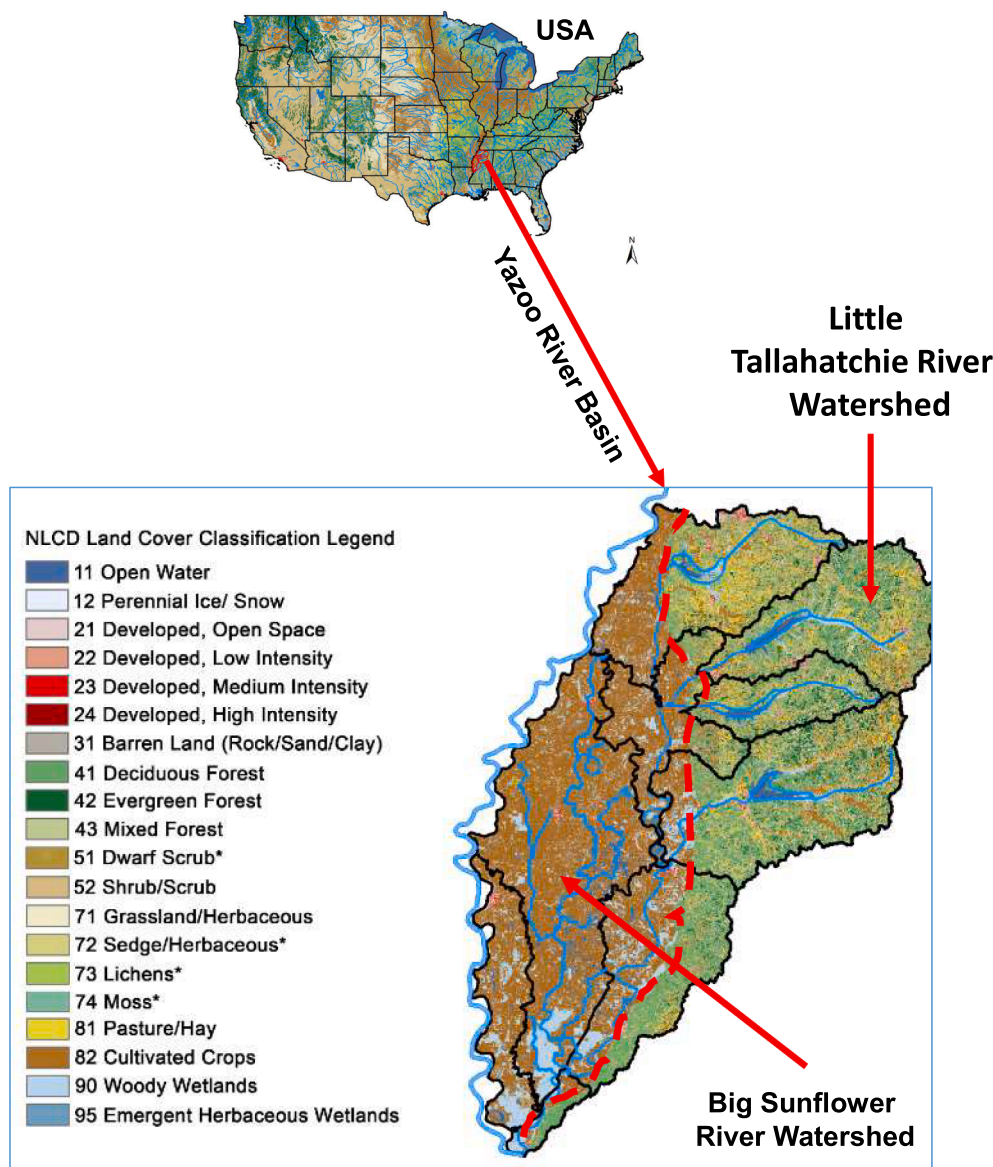 USA
N
Yazoo River Basin
Little
Tallahatchie River
Watershed
NLCD Land Cover Classification Legend
11 Open Water
12 Perennial Ice/ Snow
21 Developed, Open Space
22 Developed, Low Intensity
23 Developed, Medium Intensity
24 Developed, High Intensity
31 Barren Land (Rock/Sand/Clay)
41 Deciduous Forest
42 Evergreen Forest
43 Mixed Forest
51 Dwarf Scrub*
52 Shrub/Scrub
71 Grassland/Herbaceous
72 Sedge/Herbaceous*
73 Lichens*
74 Moss*
81 Pasture/Hay
82 Cultivated Crops
90 Woody Wetlands
95 Emergent Herbaceous Wetlands
Big Sunflower
River Watershed